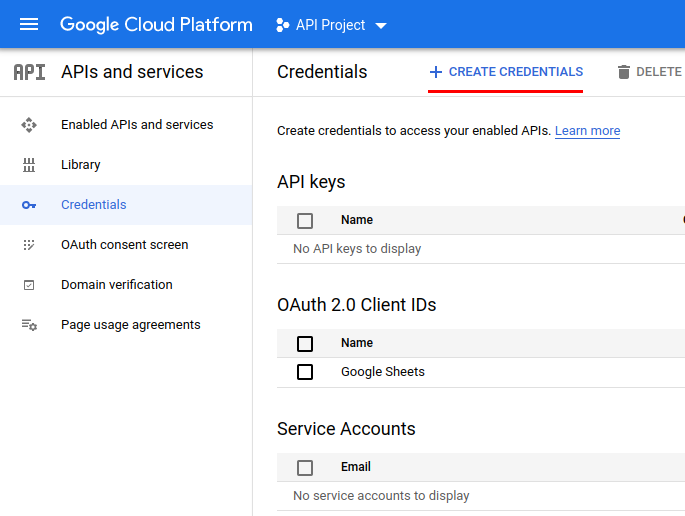 Google Cloud Platform API Project
API APIs and services
Credentials + CREATE CREDENTIALS DELETE
Enabled APIs and services
Library
Credentials
OAuth consent screen
Domain verification
Page usage agreements
Create credentials to access your enabled APIs. Learn more
API keys
Name
No API keys to display
OAuth 2.0 Client IDs
Name
Google Sheets
Service Accounts
Email
No service accounts to display